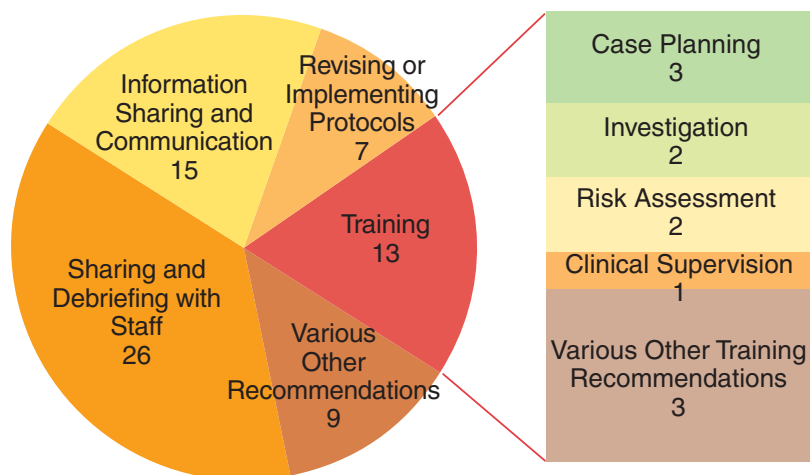 Information
Sharing and
Communication
15
Revising or
Implementing
Protocols
7
Training
13
Sharing and
Debriefing with
Staff
26
Various
Other
Recommendations
9
Case Planning
3
Investigation
2
Risk Assessment
2
Clinical Supervision
1
Various Other Training
Recommendations
3